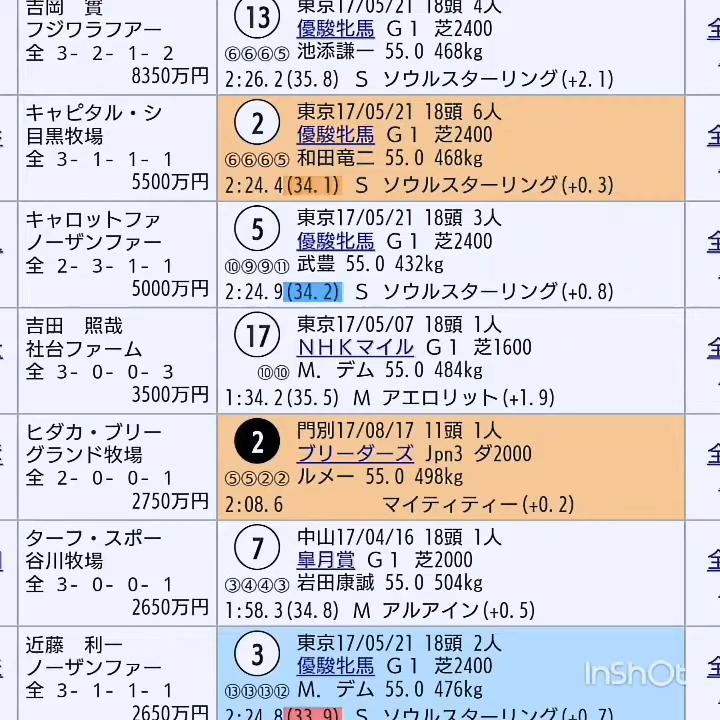 吉岡 實
フジワラフアー
全 3- 2- 1- 2
8350万円
13
東京17/05/21 18頭 4人
優駿牝馬 G1 芝2400
⑥⑥⑥⑤ 池添謙一 55.0 468kg
2:26.2(35.8) S ソウルスターリング(+2.1)
キャピタル・シ
目黒牧場
全 3- 1- 1- 1
5500万円
2
東京17/05/21 18頭 6人
優駿牝馬 G1 芝2400
⑥⑥⑥⑤ 和田竜二 55.0 468kg
2:24.4(34.1) S ソウルスターリング(+0.3)
キャロットファ
ノーザンファー
全 2- 3- 1- 1
5000万円
5
東京17/05/21 18頭 3人
優駿牝馬 G1 芝2400
⑩⑨⑨⑪ 武豊 55.0 432kg
2:24.9(34.2) S ソウルスターリング(+0.8)
吉田 照哉
社台ファーム
全 3- 0- 0- 3
3500万円
17
東京17/05/07 18頭 1人
NHKマイル G1 芝1600
⑩⑩ M. デム 55.0 484kg
1:34.2(35.5) M アエロリット(+1.9)
ヒダカ・ブリー
グランド牧場
全 2- 0- 0- 1
2750万円
2
門別17/08/17 11頭 1人
ブリーダーズ Jpn3 ダ2000
⑤⑤②② ルメー 55.0 498kg
2:08.6 マイティティー(+0.2)
ターフ・スポー
谷川牧場
全 3- 0- 0- 1
2650万円
7
中山17/04/16 18頭 1人
皐月賞 G1 芝2000
③④④③ 岩田康誠 55.0 504kg
1:58.3(34.8) M アルアイン(+0.5)
近藤 利一
ノーザンファー
全 3- 1- 1- 1
2650万円
3
東京17/05/21 18頭 2人
優駿牝馬 G1 芝2400
⑬⑬⑬⑫ M. デム 55.0 476kg
2:24.8(33.9) S ソウルスターリング(+0.7)
InShOt